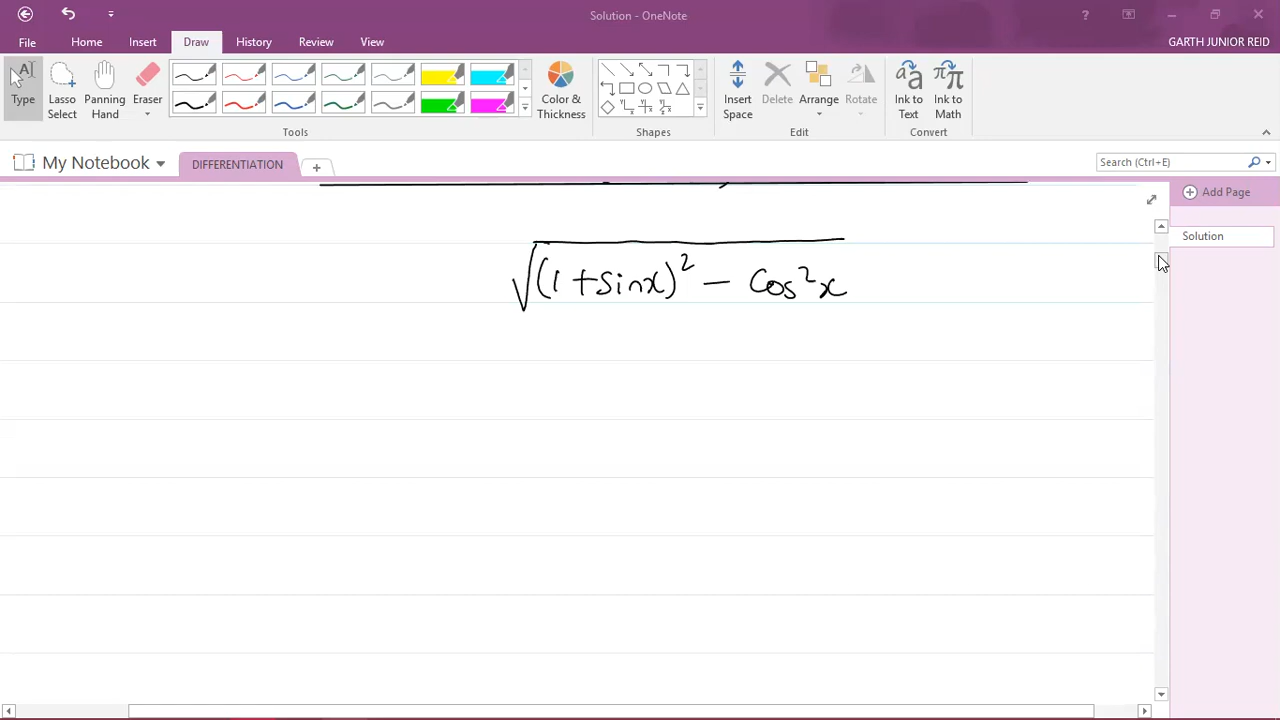 Solution - OneNote
GARTH JUNIOR REID
File Home Insert Draw History Review View
Type Lasso Select Panning Hand Eraser Color & Thickness Insert Space Delete Arrange Rotate Ink to Text Ink to Math
Tools Shapes Edit Convert
My Notebook DIFFERENTIATION Search (Ctrl+E)
Add Page
Solution
√((1+sinx)² − Cos²x)